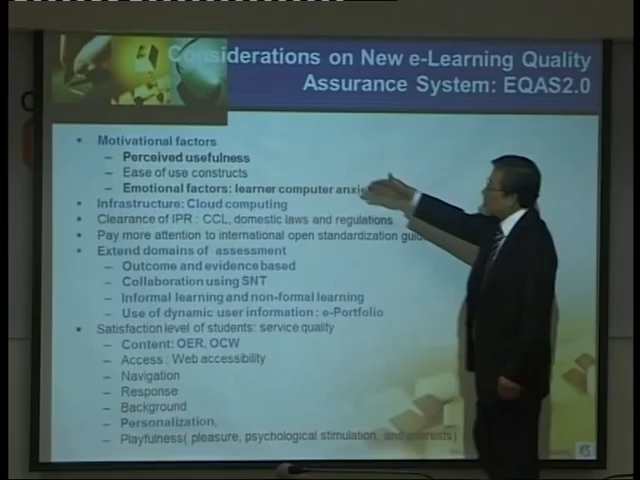 Considerations on New e-Learning Quality
Assurance System: EQAS2.0
• Motivational factors
– Perceived usefulness
– Ease of use constructs
– Emotional factors: learner computer
• Infrastructure: Cloud computing
• Clearance of IPR : CCL, domestic laws and regulations
• Pay more attention to international open standardization
• Extend domains of assessment
– Outcome and evidence based
– Collaboration using SNT
– Informal learning and non-formal learning
– Use of dynamic user information : e-Portfolio
• Satisfaction level of students: service quality
– Content: OER, OCW
– Access : Web accessibility
– Navigation
– Response
– Background
– Personalization,
– Playfulness( pleasure, psychological stimulation, and interests)